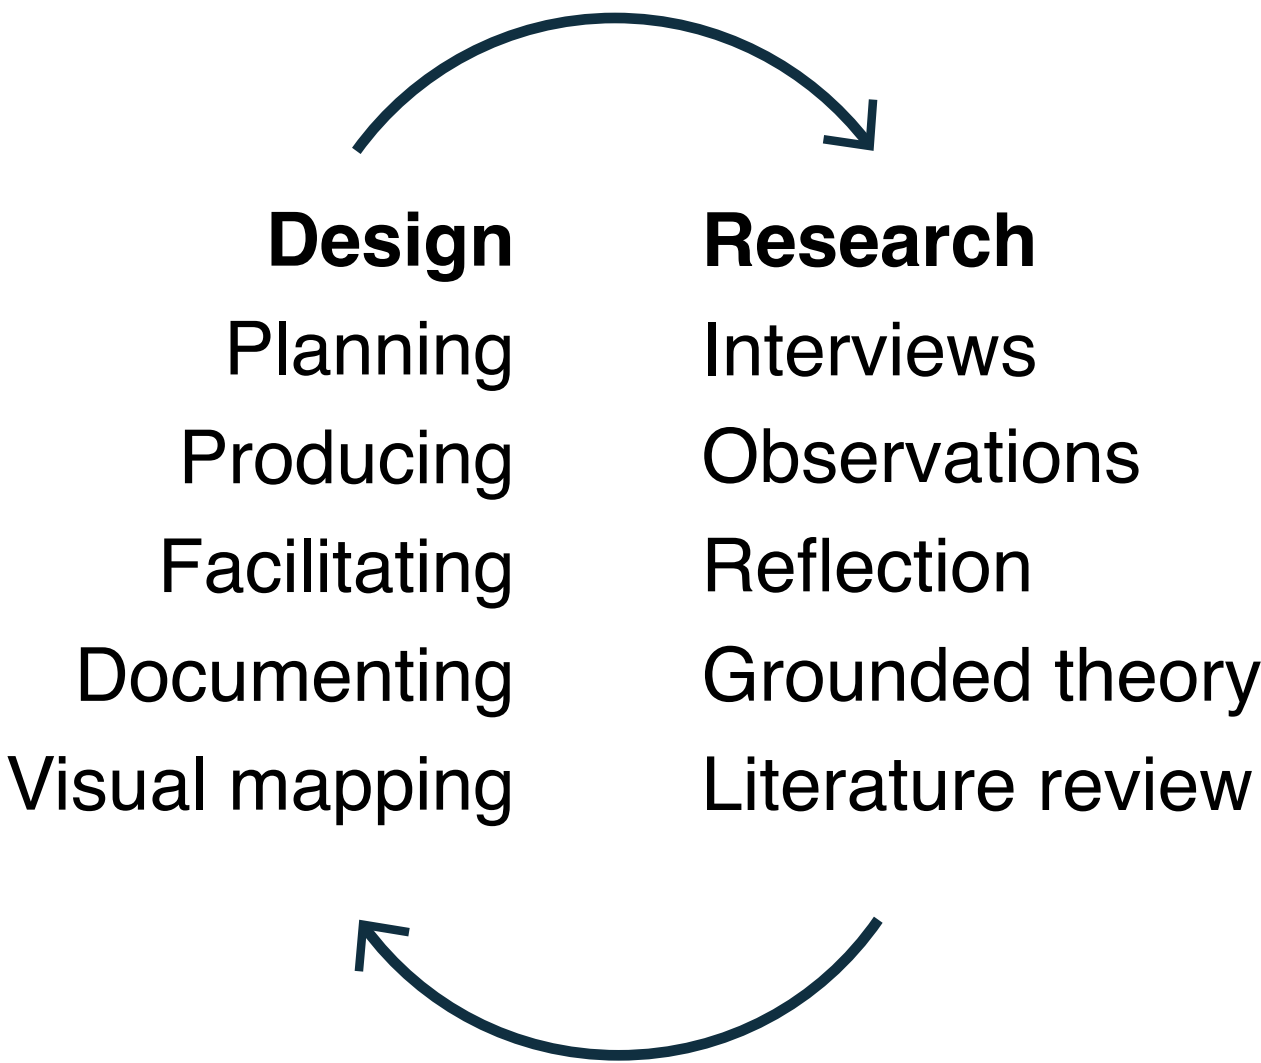 Design
Planning
Producing
Facilitating
Documenting
Visual mapping
Research
Interviews
Observations
Reflection
Grounded theory
Literature review